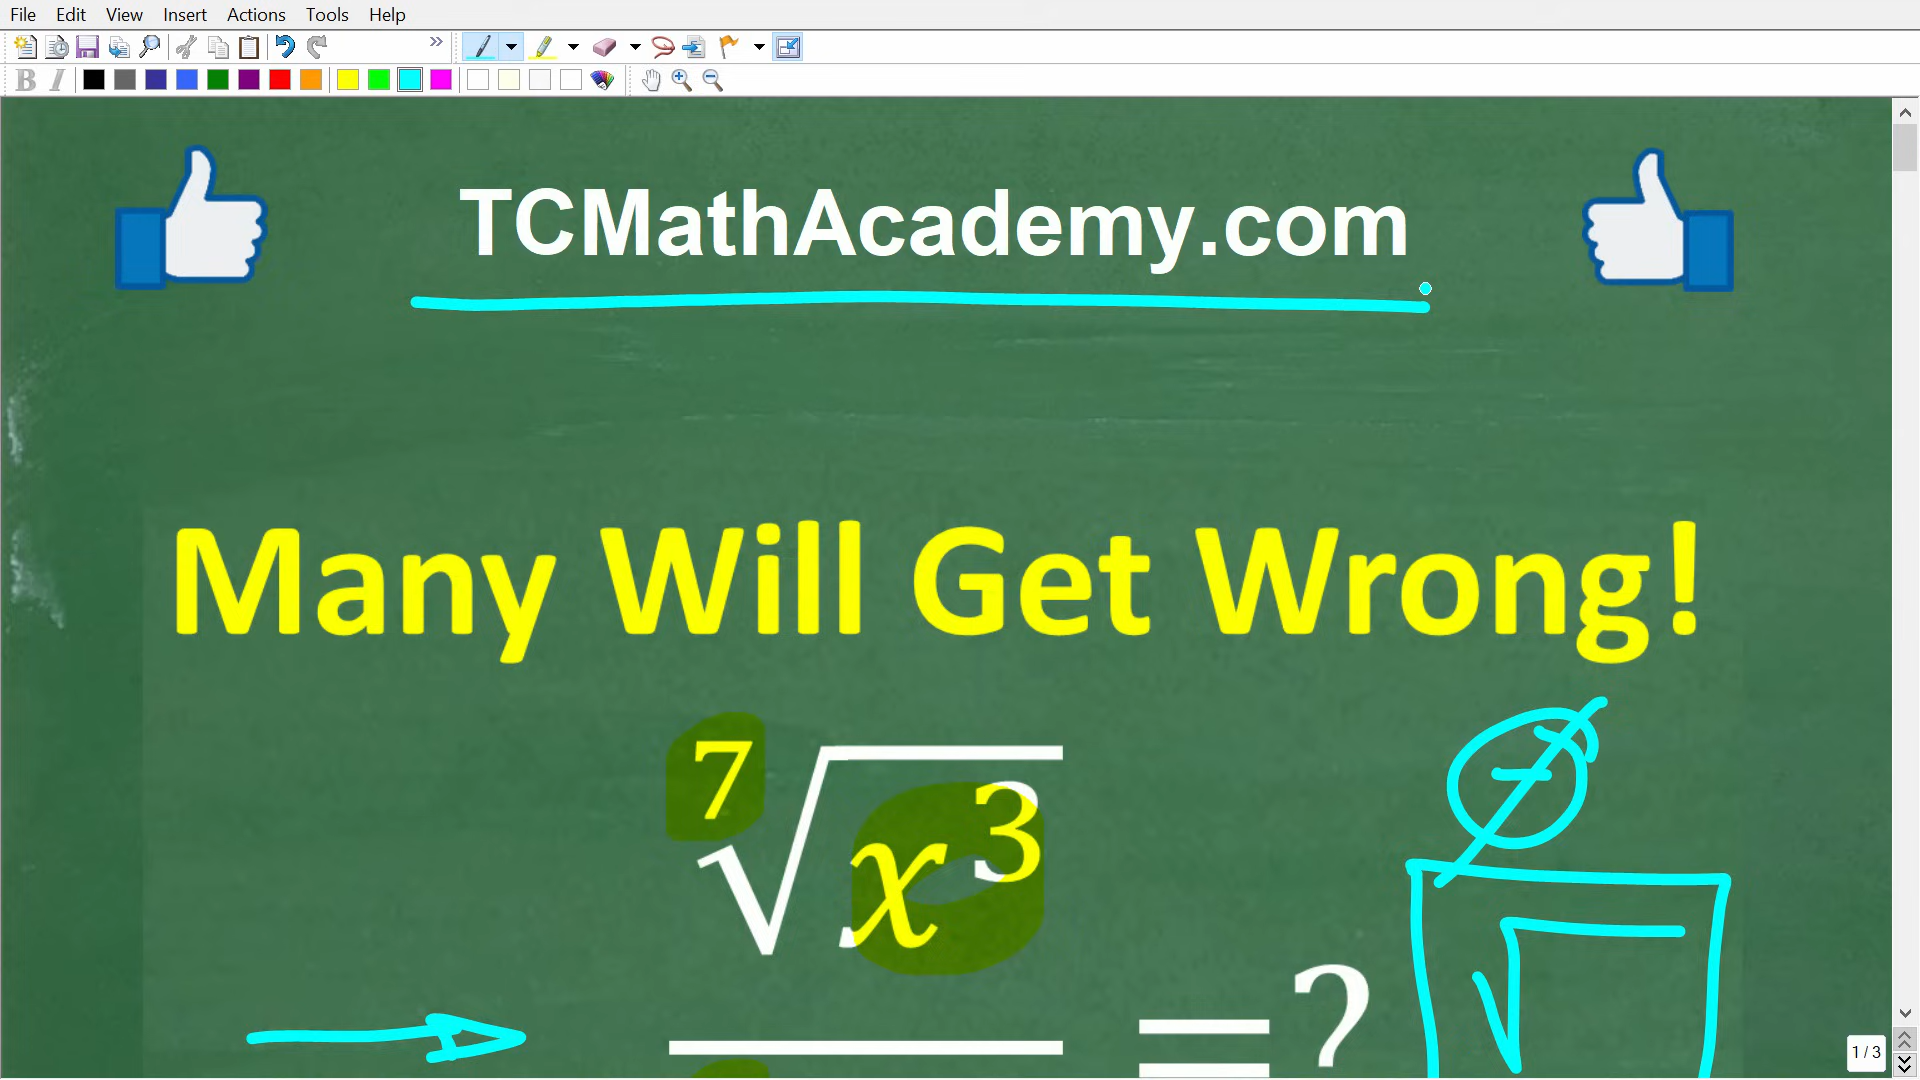 File Edit View Insert Actions Tools Help
B I
TCMathAcademy.com
Many Will Get Wrong!
7√x³
= ?
√
1 / 3